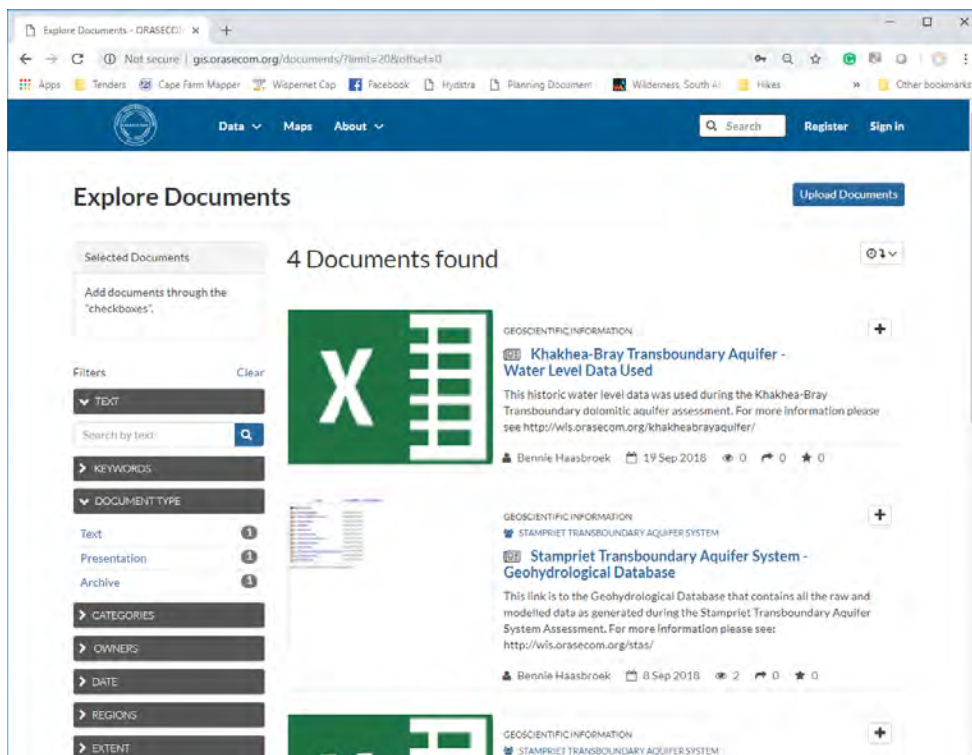 Explore Documents - ORASECO
Not secure | gis.orasecom.org/documents/?limit=20&offset=0
Apps Tenders Cape Farm Mapper Wispernet Cap Facebook Hydstra Planning Document Wilderness, South A Hikes » Other bookmarks
Data Maps About Search Register Sign in
Explore Documents
Upload Documents
Selected Documents
Add documents through the
"checkboxes".
Filters Clear
TEXT
Search by text
KEYWORDS
DOCUMENT TYPE
Text 1
Presentation 1
Archive 1
CATEGORIES
OWNERS
DATE
REGIONS
EXTENT
4 Documents found
X
GEOSCIENTIFIC INFORMATION
Khakhea-Bray Transboundary Aquifer -
Water Level Data Used
This historic water level data was used during the Khakhea-Bray
Transboundary dolomitic aquifer assessment. For more information please
see http://wis.orasecom.org/khakheabrayaquifer/
Bennie Haasbroek 19 Sep 2018 0 0 0
GEOSCIENTIFIC INFORMATION
STAMPRIET TRANSBOUNDARY AQUIFER SYSTEM
Stampriet Transboundary Aquifer System -
Geohydrological Database
This link is to the Geohydrological Database that contains all the raw and
modelled data as generated during the Stampriet Transboundary Aquifer
System Assessment. For more information please see:
http://wis.orasecom.org/stas/
Bennie Haasbroek 8 Sep 2018 2 0 0
GEOSCIENTIFIC INFORMATION
STAMPRIET TRANSBOUNDARY AQUIFER SYSTEM